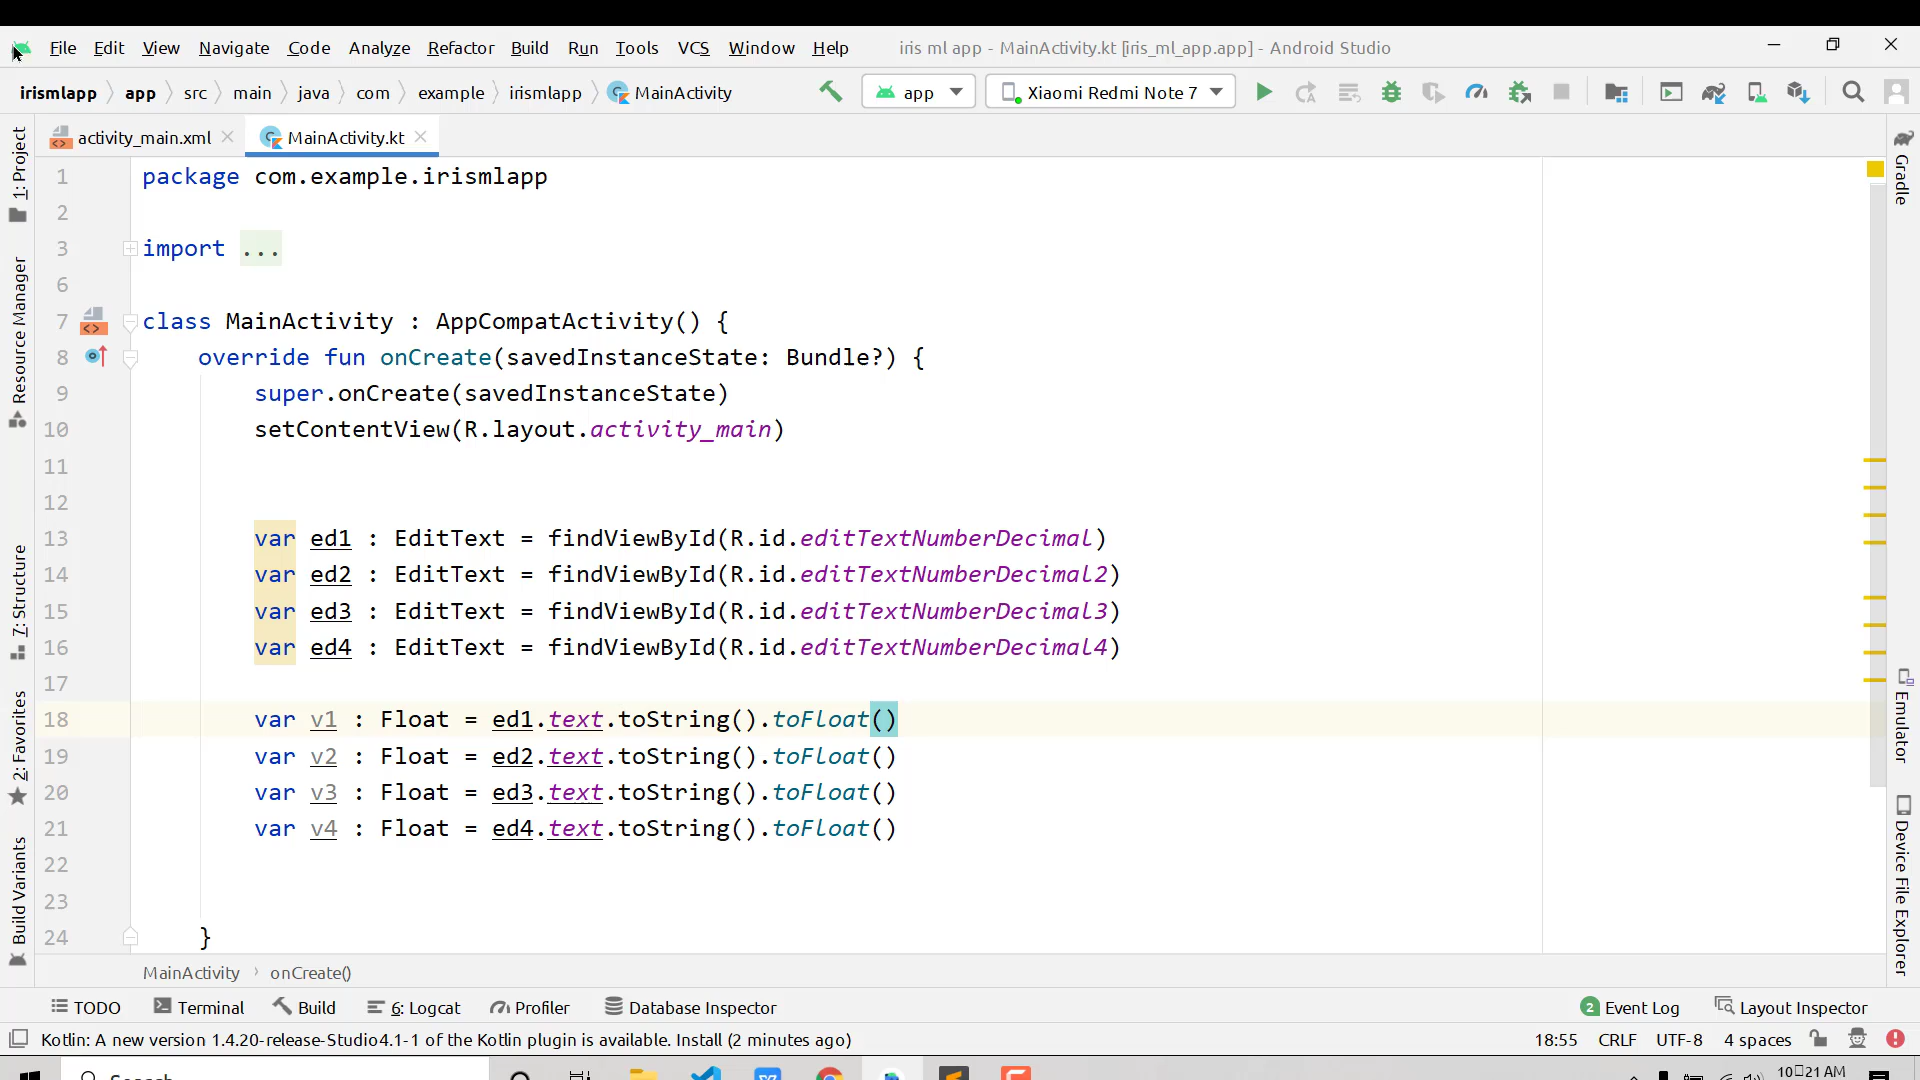 File Edit View Navigate Code Analyze Refactor Build Run Tools VCS Window Help iris ml app - MainActivity.kt [iris_ml_app.app] - Android Studio
irismlapp app src main java com example irismlapp MainActivity app Xiaomi Redmi Note 7
activity_main.xml MainActivity.kt
1 package com.example.irismlapp
2
3 import ...
6
7 class MainActivity : AppCompatActivity() {
8 override fun onCreate(savedInstanceState: Bundle?) {
9 super.onCreate(savedInstanceState)
10 setContentView(R.layout.activity_main)
11
12
13 var ed1 : EditText = findViewById(R.id.editTextNumberDecimal)
14 var ed2 : EditText = findViewById(R.id.editTextNumberDecimal2)
15 var ed3 : EditText = findViewById(R.id.editTextNumberDecimal3)
16 var ed4 : EditText = findViewById(R.id.editTextNumberDecimal4)
17
18 var v1 : Float = ed1.text.toString().toFloat()
19 var v2 : Float = ed2.text.toString().toFloat()
20 var v3 : Float = ed3.text.toString().toFloat()
21 var v4 : Float = ed4.text.toString().toFloat()
22
23
24 }
1: Project
Resource Manager
7: Structure
2: Favorites
Build Variants
Gradle
Emulator
Device File Explorer
MainActivity onCreate()
TODO Terminal Build 6: Logcat Profiler Database Inspector 2 Event Log Layout Inspector
Kotlin: A new version 1.4.20-release-Studio4.1-1 of the Kotlin plugin is available. Install (2 minutes ago) 18:55 CRLF UTF-8 4 spaces